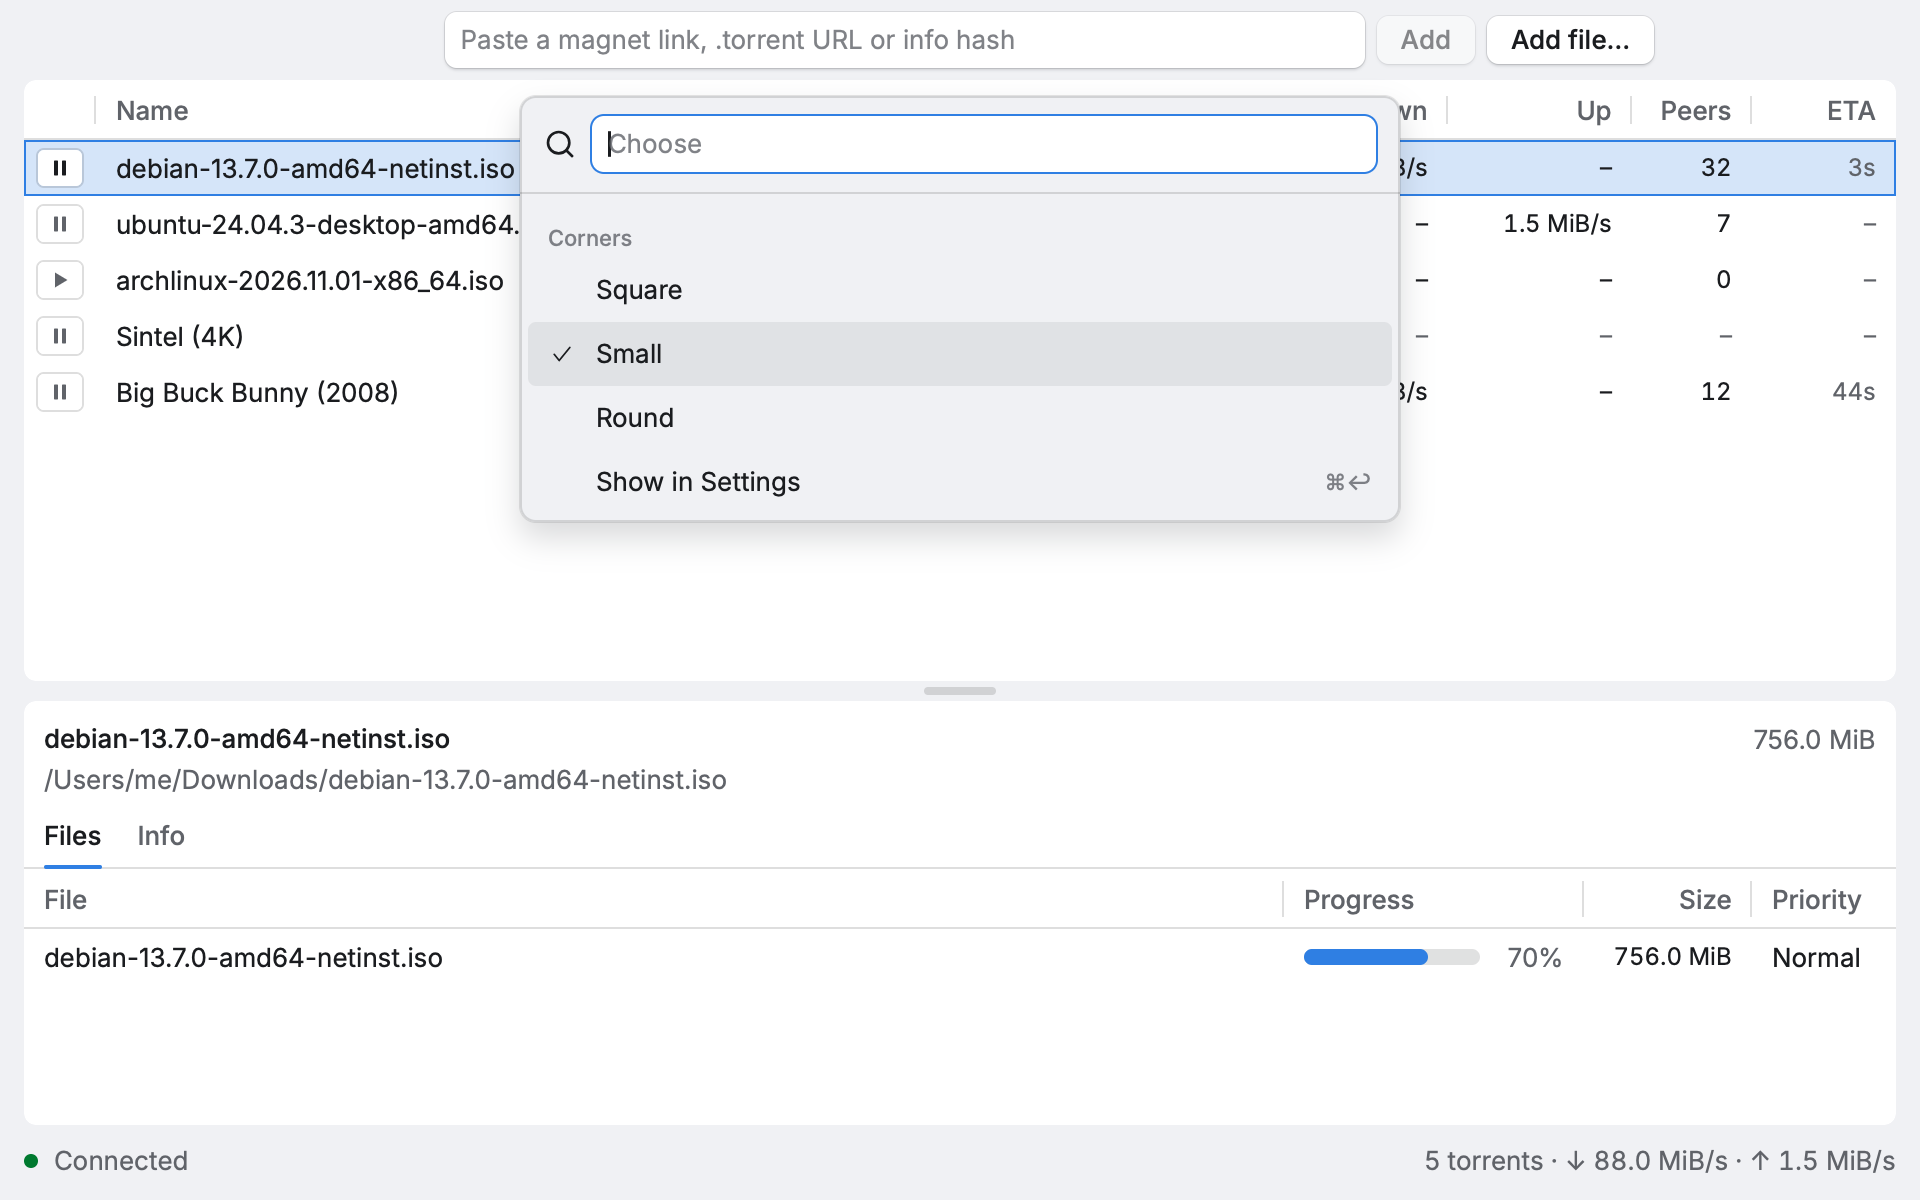 Paste a magnet link, .torrent URL or info hash Add Add file...
Name Up Peers ETA
Choose
debian-13.7.0-amd64-netinst.iso – 32 3s
ubuntu-24.04.3-desktop-amd64. – 1.5 MiB/s 7 –
Corners
archlinux-2026.11.01-x86_64.iso – – 0 –
Square
Sintel (4K) – – – –
Small
Big Buck Bunny (2008) – 12 44s
Round
Show in Settings ⌘↩
debian-13.7.0-amd64-netinst.iso 756.0 MiB
/Users/me/Downloads/debian-13.7.0-amd64-netinst.iso
Files Info
File Progress Size Priority
debian-13.7.0-amd64-netinst.iso 70% 756.0 MiB Normal
Connected 5 torrents · ↓ 88.0 MiB/s · ↑ 1.5 MiB/s